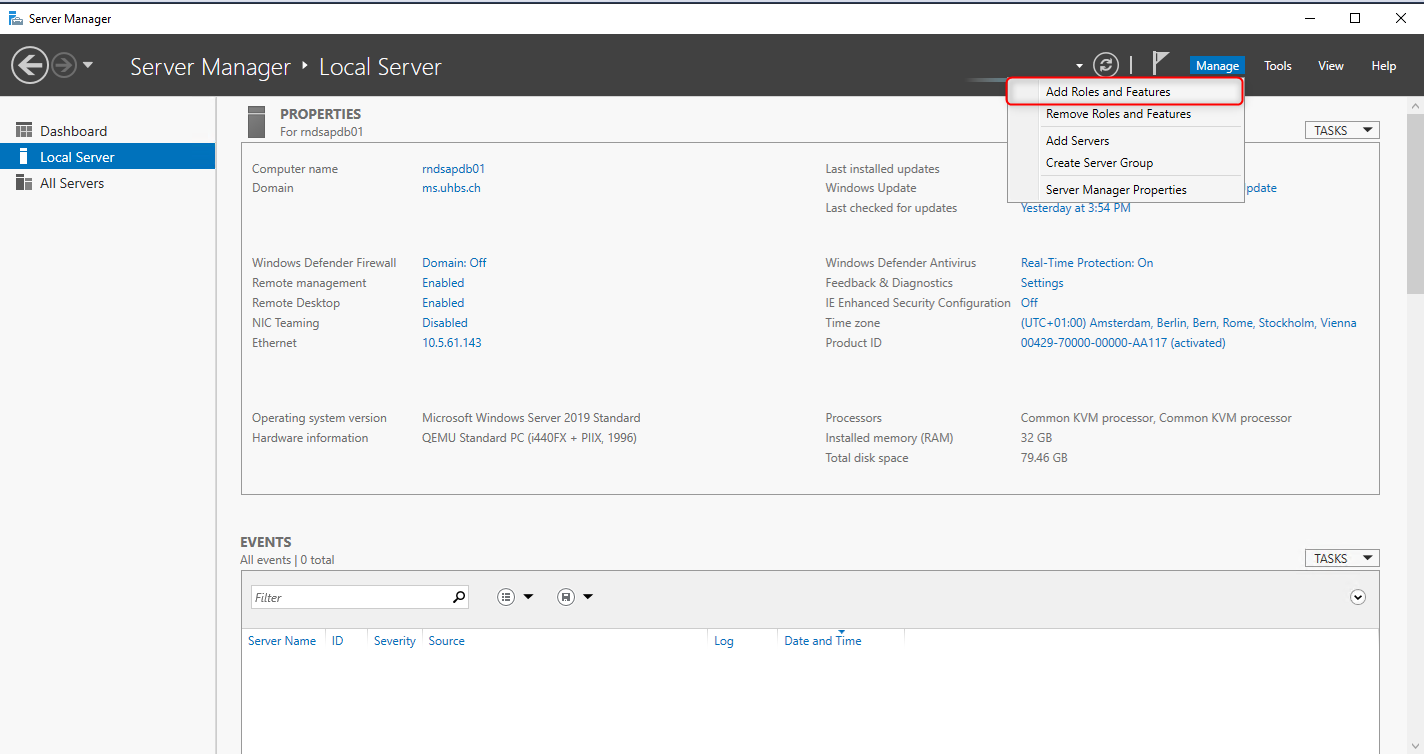 Server Manager
Server Manager Local Server
Manage Tools View Help
Add Roles and Features
Remove Roles and Features
Add Servers
Create Server Group
Server Manager Properties
Dashboard
Local Server
All Servers
PROPERTIES
For rndsapdb01
TASKS
Computer name rndsapdb01
Domain ms.uhbs.ch
Last installed updates
Windows Update pdate
Last checked for updates Yesterday at 3:54 PM
Windows Defender Firewall Domain: Off
Remote management Enabled
Remote Desktop Enabled
NIC Teaming Disabled
Ethernet 10.5.61.143
Windows Defender Antivirus Real-Time Protection: On
Feedback & Diagnostics Settings
IE Enhanced Security Configuration Off
Time zone (UTC+01:00) Amsterdam, Berlin, Bern, Rome, Stockholm, Vienna
Product ID 00429-70000-00000-AA117 (activated)
Operating system version Microsoft Windows Server 2019 Standard
Hardware information QEMU Standard PC (i440FX + PIIX, 1996)
Processors Common KVM processor, Common KVM processor
Installed memory (RAM) 32 GB
Total disk space 79.46 GB
EVENTS
All events | 0 total
TASKS
Filter
Server Name ID Severity Source Log Date and Time